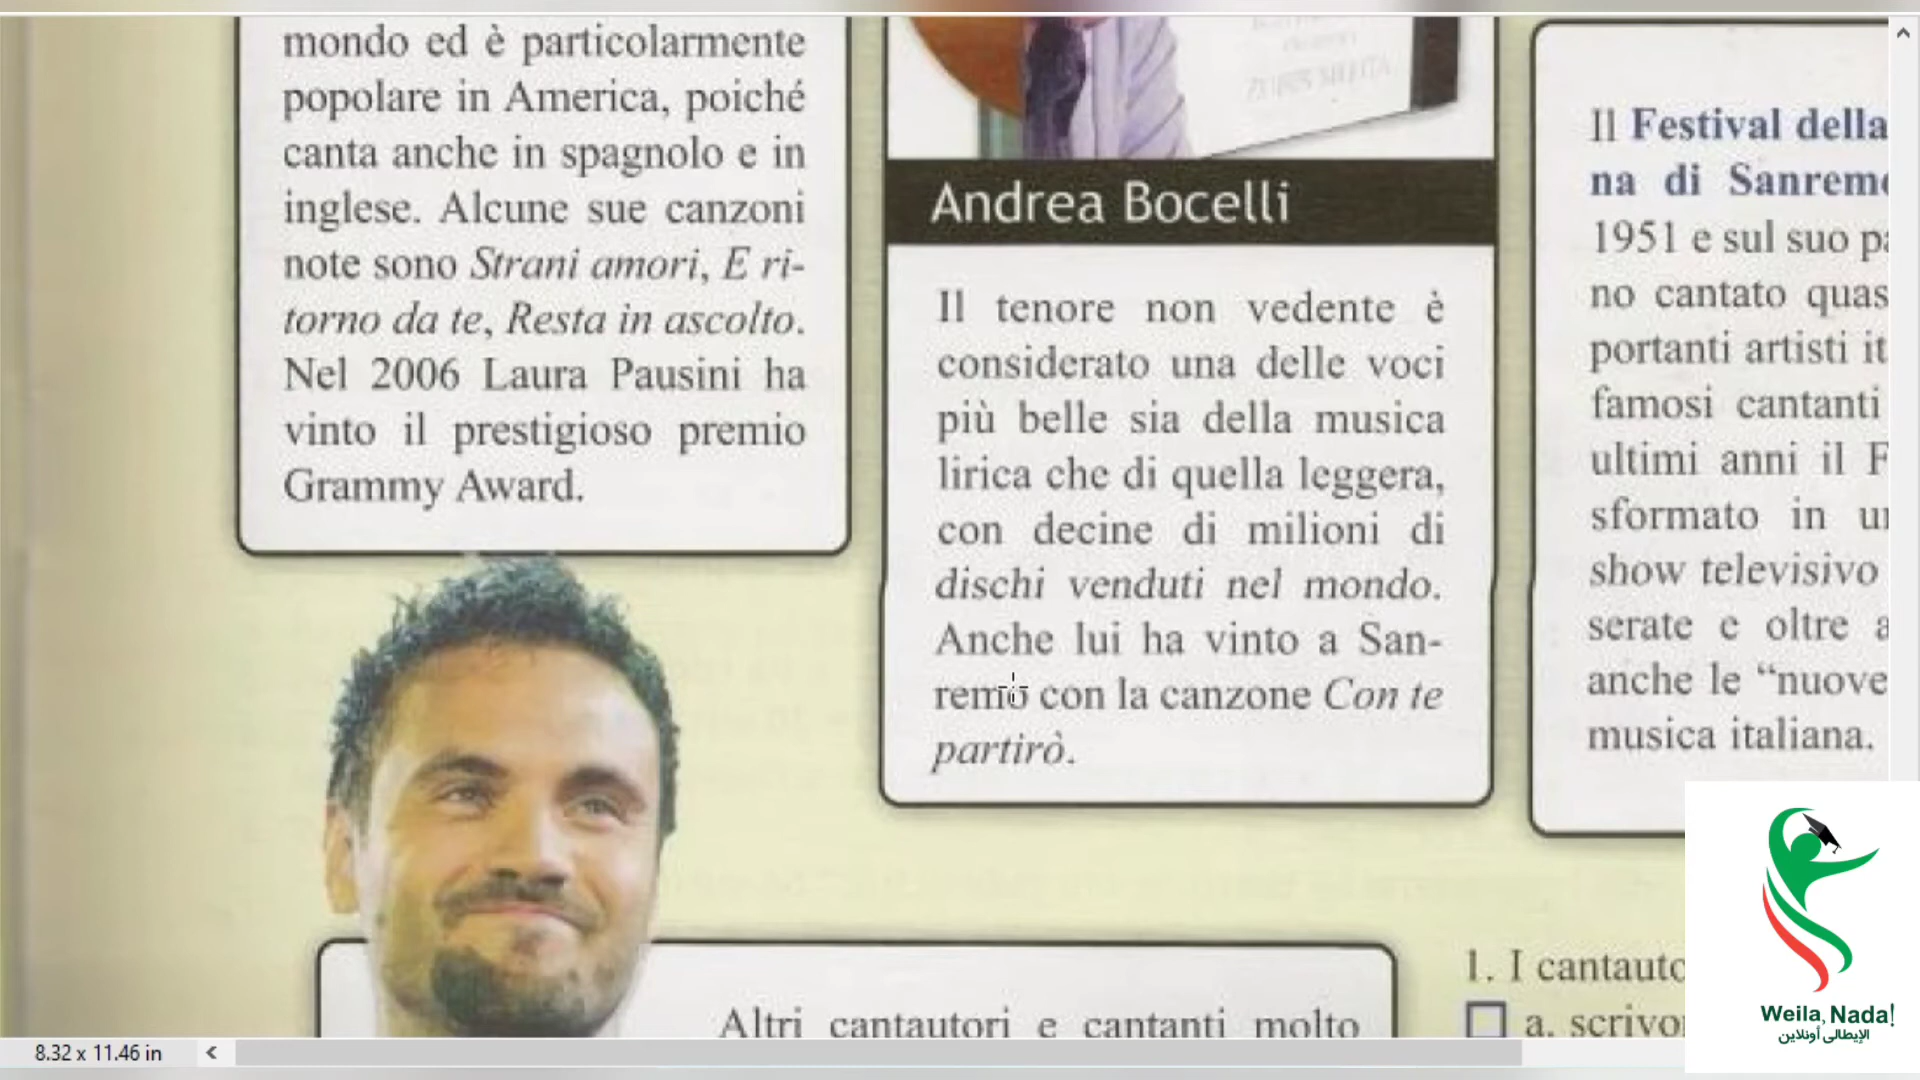 mondo ed è particolarmente
popolare in America, poiché
canta anche in spagnolo e in
inglese. Alcune sue canzoni
note sono Strani amori, E ri-
torno da te, Resta in ascolto.
Nel 2006 Laura Pausini ha
vinto il prestigioso premio
Grammy Award.
Andrea Bocelli
Il tenore non vedente è
considerato una delle voci
più belle sia della musica
lirica che di quella leggera,
con decine di milioni di
dischi venduti nel mondo.
Anche lui ha vinto a San-
remo con la canzone Con te
partirò.
Il Festival della
na di Sanremo
1951 e sul suo
no cantato quas
portanti artisti it
famosi cantanti
ultimi anni il F
sformato in
show televisivo
serate e oltre a
anche le “nuove
musica italiana.
Altri cantautori e cantanti molto
1. I cantauto
a. scrivo
8.32 x 11.46 in
Weila, Nada!
الإيطالى أونلاين